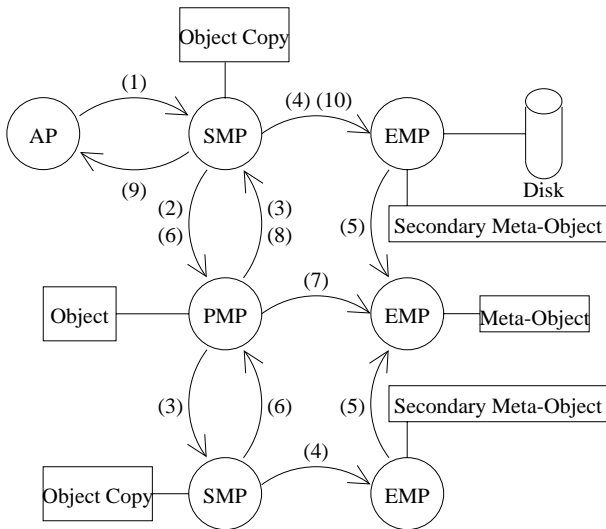 Object Copy
(1)
(4) (10)
AP
SMP
EMP
Disk
(9)
(2)
(6)
(3)
(8)
(5)
Secondary Meta-Object
(7)
Object
PMP
EMP
Meta-Object
(3)
(6)
(5)
Secondary Meta-Object
(4)
Object Copy
SMP
EMP